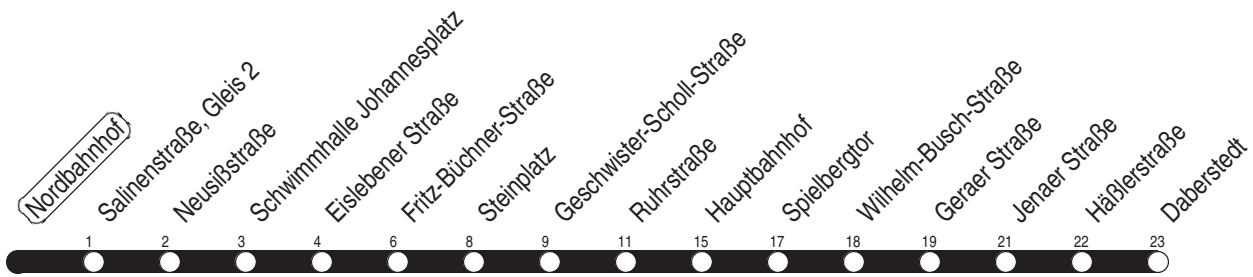 Nordbahnhof
Salinenstraße, Gleis 2
Neusißstraße
Schwimmhalle Johannesplatz
Eislebener Straße
Fritz-Büchner-Straße
Steinplatz
Geschwister-Scholl-Straße
Ruhrstraße
Hauptbahnhof
Spielbergtor
Wilhelm-Busch-Straße
Geraer Straße
Jenaer Straße
Häßlerstraße
Daberstedt
1 2 3 4 6 8 9 11 15 17 18 19 21 22 23